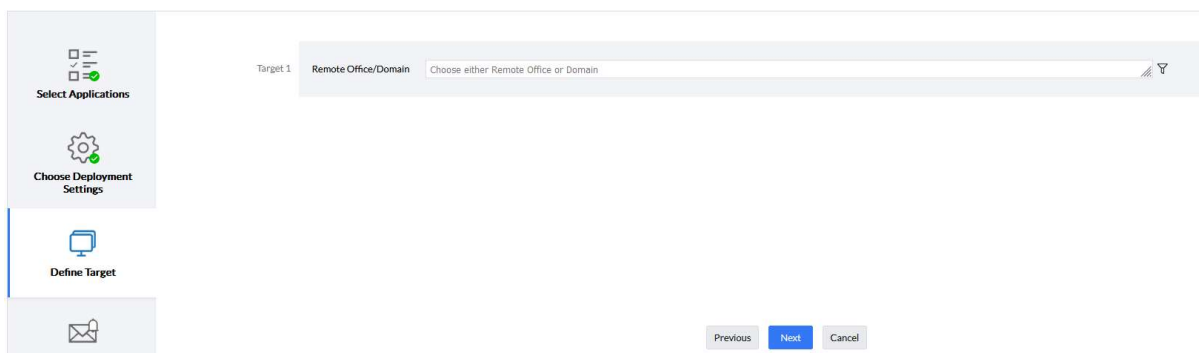 Select Applications
Choose Deployment
Settings
Define Target
Target 1
Remote Office/Domain
Choose either Remote Office or Domain
Previous
Next
Cancel